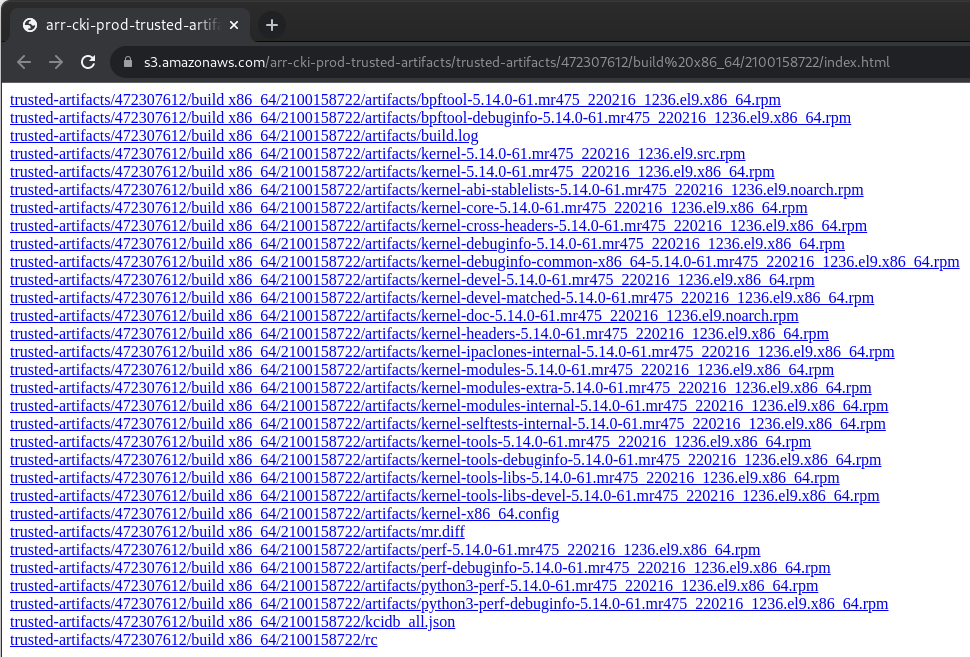 arr-cki-prod-trusted-artif
s3.amazonaws.com/arr-cki-prod-trusted-artifacts/trusted-artifacts/472307612/build%20x86_64/2100158722/index.html
trusted-artifacts/472307612/build x86_64/2100158722/artifacts/bpftool-5.14.0-61.mr475_220216_1236.el9.x86_64.rpm
trusted-artifacts/472307612/build x86_64/2100158722/artifacts/bpftool-debuginfo-5.14.0-61.mr475_220216_1236.el9.x86_64.rpm
trusted-artifacts/472307612/build x86_64/2100158722/artifacts/build.log
trusted-artifacts/472307612/build x86_64/2100158722/artifacts/kernel-5.14.0-61.mr475_220216_1236.el9.src.rpm
trusted-artifacts/472307612/build x86_64/2100158722/artifacts/kernel-5.14.0-61.mr475_220216_1236.el9.x86_64.rpm
trusted-artifacts/472307612/build x86_64/2100158722/artifacts/kernel-abi-stablelists-5.14.0-61.mr475_220216_1236.el9.noarch.rpm
trusted-artifacts/472307612/build x86_64/2100158722/artifacts/kernel-core-5.14.0-61.mr475_220216_1236.el9.x86_64.rpm
trusted-artifacts/472307612/build x86_64/2100158722/artifacts/kernel-cross-headers-5.14.0-61.mr475_220216_1236.el9.x86_64.rpm
trusted-artifacts/472307612/build x86_64/2100158722/artifacts/kernel-debuginfo-5.14.0-61.mr475_220216_1236.el9.x86_64.rpm
trusted-artifacts/472307612/build x86_64/2100158722/artifacts/kernel-debuginfo-common-x86_64-5.14.0-61.mr475_220216_1236.el9.x86_64.rpm
trusted-artifacts/472307612/build x86_64/2100158722/artifacts/kernel-devel-5.14.0-61.mr475_220216_1236.el9.x86_64.rpm
trusted-artifacts/472307612/build x86_64/2100158722/artifacts/kernel-devel-matched-5.14.0-61.mr475_220216_1236.el9.x86_64.rpm
trusted-artifacts/472307612/build x86_64/2100158722/artifacts/kernel-doc-5.14.0-61.mr475_220216_1236.el9.noarch.rpm
trusted-artifacts/472307612/build x86_64/2100158722/artifacts/kernel-headers-5.14.0-61.mr475_220216_1236.el9.x86_64.rpm
trusted-artifacts/472307612/build x86_64/2100158722/artifacts/kernel-ipaclones-internal-5.14.0-61.mr475_220216_1236.el9.x86_64.rpm
trusted-artifacts/472307612/build x86_64/2100158722/artifacts/kernel-modules-5.14.0-61.mr475_220216_1236.el9.x86_64.rpm
trusted-artifacts/472307612/build x86_64/2100158722/artifacts/kernel-modules-extra-5.14.0-61.mr475_220216_1236.el9.x86_64.rpm
trusted-artifacts/472307612/build x86_64/2100158722/artifacts/kernel-modules-internal-5.14.0-61.mr475_220216_1236.el9.x86_64.rpm
trusted-artifacts/472307612/build x86_64/2100158722/artifacts/kernel-selftests-internal-5.14.0-61.mr475_220216_1236.el9.x86_64.rpm
trusted-artifacts/472307612/build x86_64/2100158722/artifacts/kernel-tools-5.14.0-61.mr475_220216_1236.el9.x86_64.rpm
trusted-artifacts/472307612/build x86_64/2100158722/artifacts/kernel-tools-debuginfo-5.14.0-61.mr475_220216_1236.el9.x86_64.rpm
trusted-artifacts/472307612/build x86_64/2100158722/artifacts/kernel-tools-libs-5.14.0-61.mr475_220216_1236.el9.x86_64.rpm
trusted-artifacts/472307612/build x86_64/2100158722/artifacts/kernel-tools-libs-devel-5.14.0-61.mr475_220216_1236.el9.x86_64.rpm
trusted-artifacts/472307612/build x86_64/2100158722/artifacts/kernel-x86_64.config
trusted-artifacts/472307612/build x86_64/2100158722/artifacts/mr.diff
trusted-artifacts/472307612/build x86_64/2100158722/artifacts/perf-5.14.0-61.mr475_220216_1236.el9.x86_64.rpm
trusted-artifacts/472307612/build x86_64/2100158722/artifacts/perf-debuginfo-5.14.0-61.mr475_220216_1236.el9.x86_64.rpm
trusted-artifacts/472307612/build x86_64/2100158722/artifacts/python3-perf-5.14.0-61.mr475_220216_1236.el9.x86_64.rpm
trusted-artifacts/472307612/build x86_64/2100158722/artifacts/python3-perf-debuginfo-5.14.0-61.mr475_220216_1236.el9.x86_64.rpm
trusted-artifacts/472307612/build x86_64/2100158722/kcidb_all.json
trusted-artifacts/472307612/build x86_64/2100158722/rc